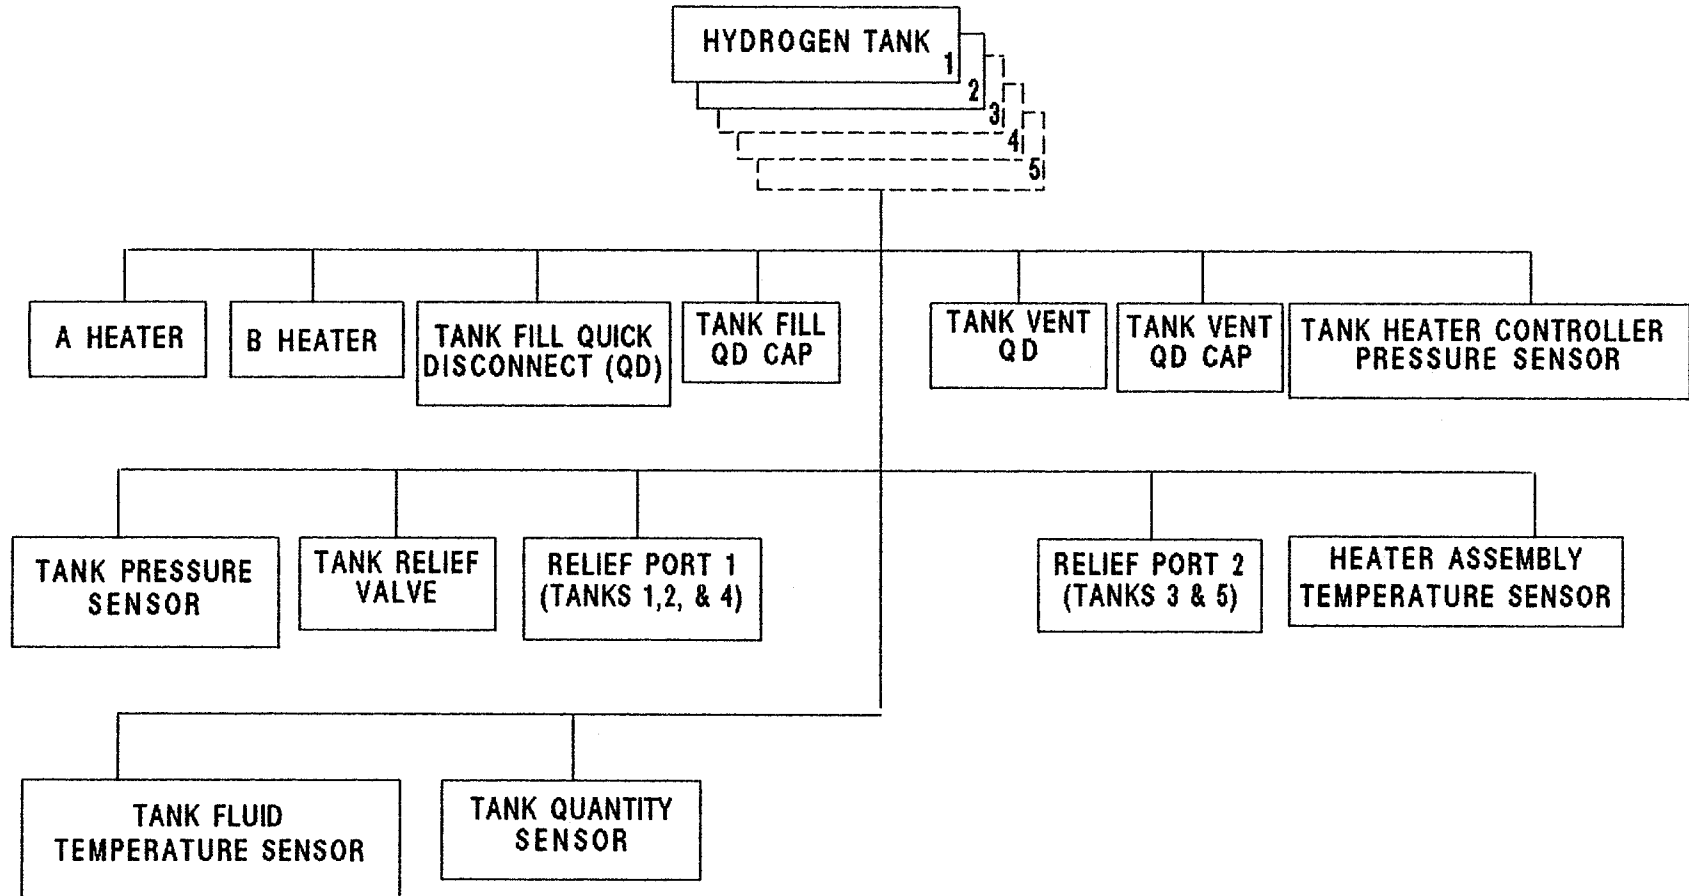 HYDROGEN TANK
1
2
3
4
5
A HEATER
B HEATER
TANK FILL QUICK
DISCONNECT (QD)
TANK FILL
QD CAP
TANK VENT
QD
TANK VENT
QD CAP
TANK HEATER CONTROLLER
PRESSURE SENSOR
TANK PRESSURE
SENSOR
TANK RELIEF
VALVE
RELIEF PORT 1
(TANKS 1,2, & 4)
RELIEF PORT 2
(TANKS 3 & 5)
HEATER ASSEMBLY
TEMPERATURE SENSOR
TANK FLUID
TEMPERATURE SENSOR
TANK QUANTITY
SENSOR